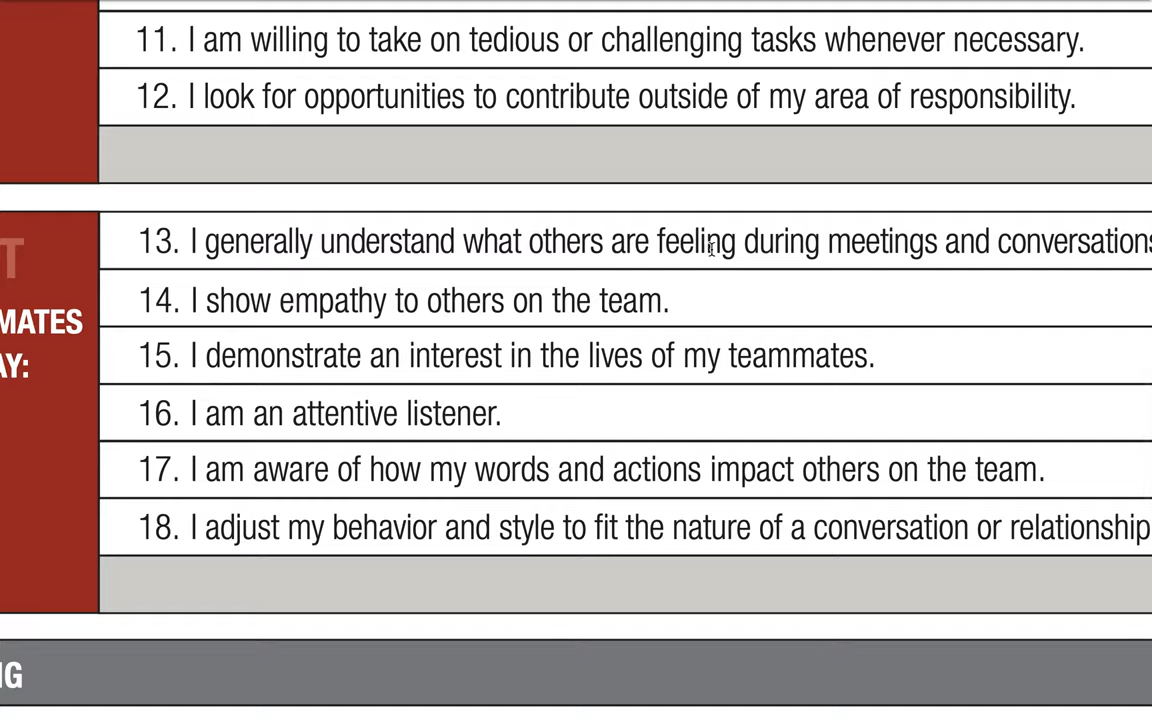 11. I am willing to take on tedious or challenging tasks whenever necessary.
12. I look for opportunities to contribute outside of my area of responsibility.
T
MATES
AY:
13. I generally understand what others are feeling during meetings and conversations
14. I show empathy to others on the team.
15. I demonstrate an interest in the lives of my teammates.
16. I am an attentive listener.
17. I am aware of how my words and actions impact others on the team.
18. I adjust my behavior and style to fit the nature of a conversation or relationship
NG